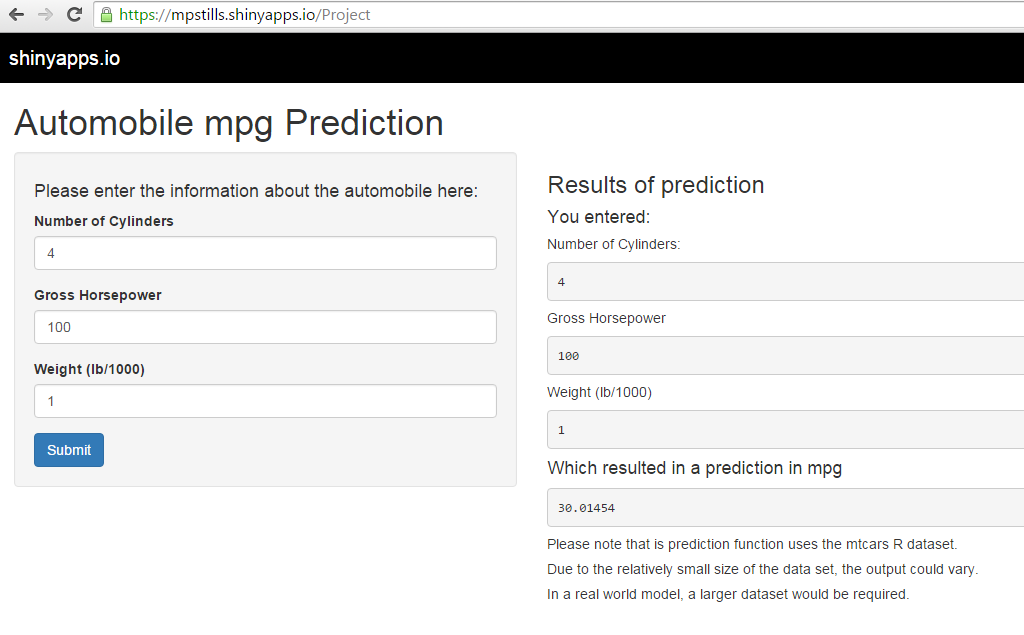 https://mpstills.shinyapps.io/Project
shinyapps.io
Automobile mpg Prediction
Please enter the information about the automobile here:
Number of Cylinders
4
Gross Horsepower
100
Weight (lb/1000)
1
Submit
Results of prediction
You entered:
Number of Cylinders:
4
Gross Horsepower
100
Weight (lb/1000)
1
Which resulted in a prediction in mpg
30.01454
Please note that is prediction function uses the mtcars R dataset.
Due to the relatively small size of the data set, the output could vary.
In a real world model, a larger dataset would be required.